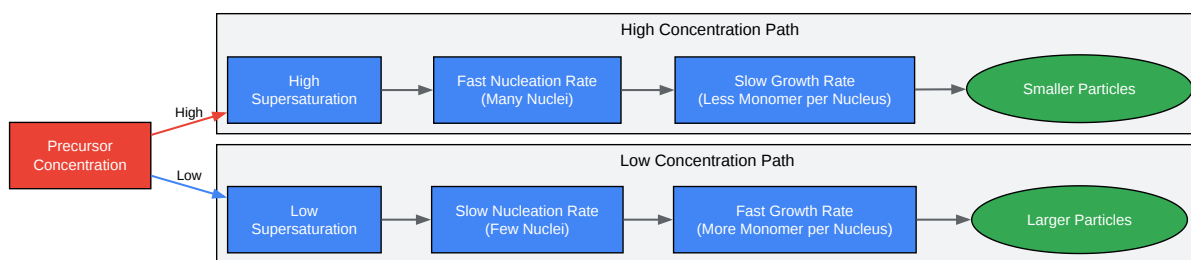 High Concentration Path
High
Supersaturation
Fast Nucleation Rate
(Many Nuclei)
Slow Growth Rate
(Less Monomer per Nucleus)
Smaller Particles
High
Precursor
Concentration
Low
Low Concentration Path
Low
Supersaturation
Slow Nucleation Rate
(Few Nuclei)
Fast Growth Rate
(More Monomer per Nucleus)
Larger Particles